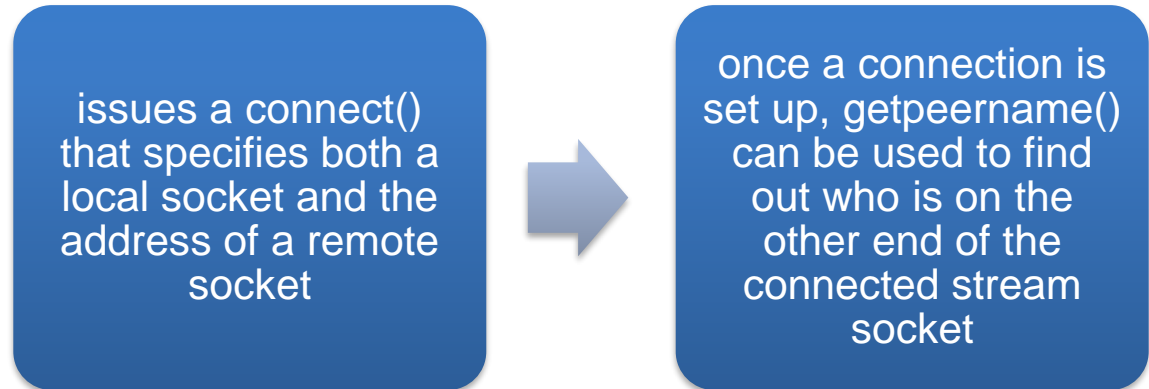 issues a connect()
that specifies both a
local socket and the
address of a remote
socket
once a connection is
set up, getpeername()
can be used to find
out who is on the
other end of the
connected stream
socket